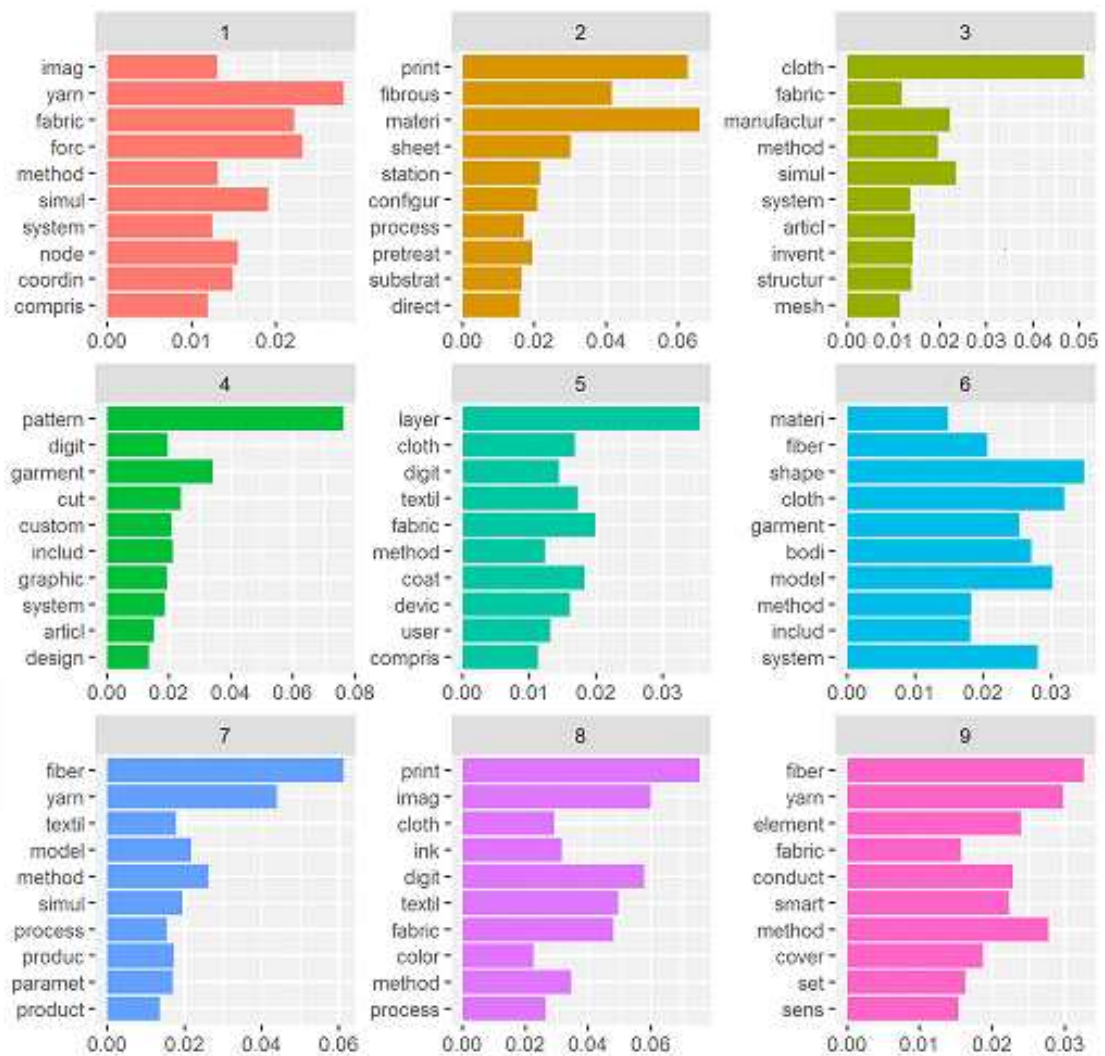 1
imag
yarn
fabric
forc
method
simul
system
node
coordin
compris
0.00 0.01 0.02
2
print
fibrous
materi
sheet
station
configur
process
pretreat
substrat
direct
0.00 0.02 0.04 0.06
3
cloth
fabric
manufactur
method
simul
system
articl
invent
structur
mesh
0.00 0.01 0.02 0.03 0.04 0.05
4
pattern
digit
garment
cut
custom
includ
graphic
system
articl
design
0.00 0.02 0.04 0.06 0.08
5
layer
cloth
digit
textil
fabric
method
coat
devic
user
compris
0.00 0.01 0.02 0.03
6
materi
fiber
shape
cloth
garment
bodi
model
method
includ
system
0.00 0.01 0.02 0.03
7
fiber
yarn
textil
model
method
simul
process
produc
paramet
product
0.00 0.02 0.04 0.06
8
print
imag
cloth
ink
digit
textil
fabric
color
method
process
0.00 0.02 0.04 0.06
9
fiber
yarn
element
fabric
conduct
smart
method
cover
set
sens
0.00 0.01 0.02 0.03